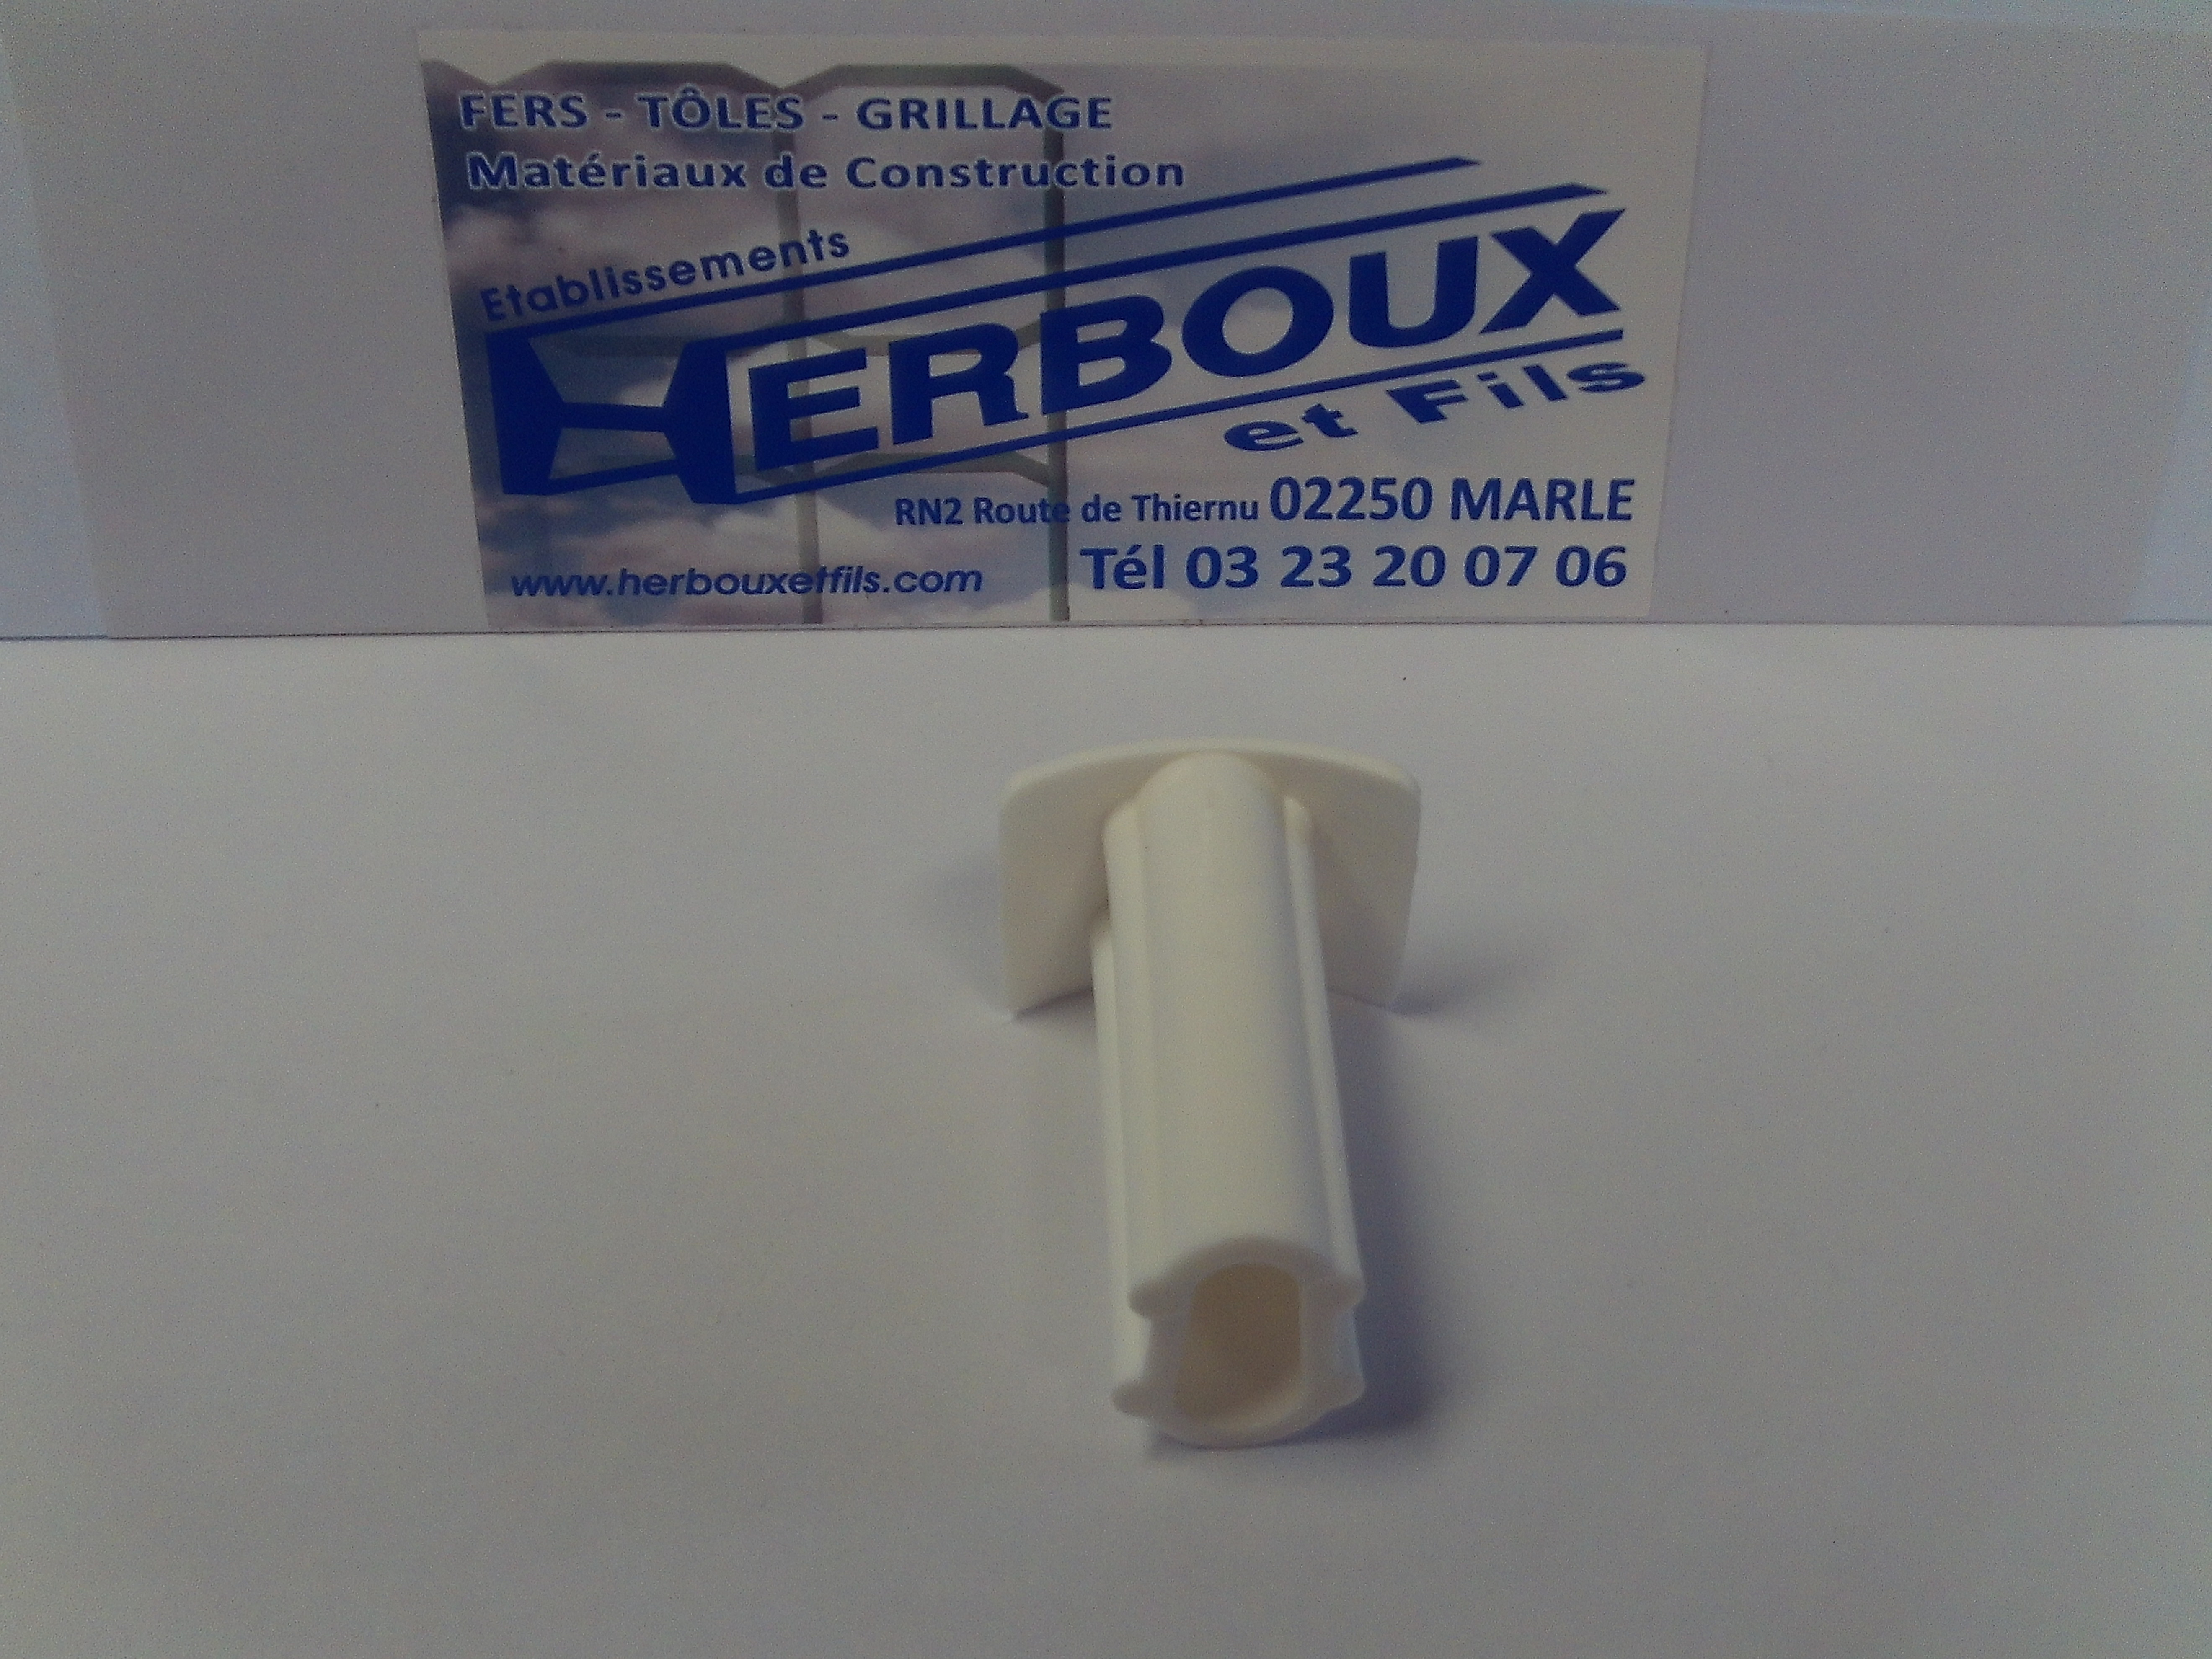 FERS - TÔLES - GRILLAGE
Matériaux de Construction
Etablissements
HERBOUX
et Fils
RN2 Route de Thiernu 02250 MARLE
www.herbouxetfils.com Tél 03 23 20 07 06